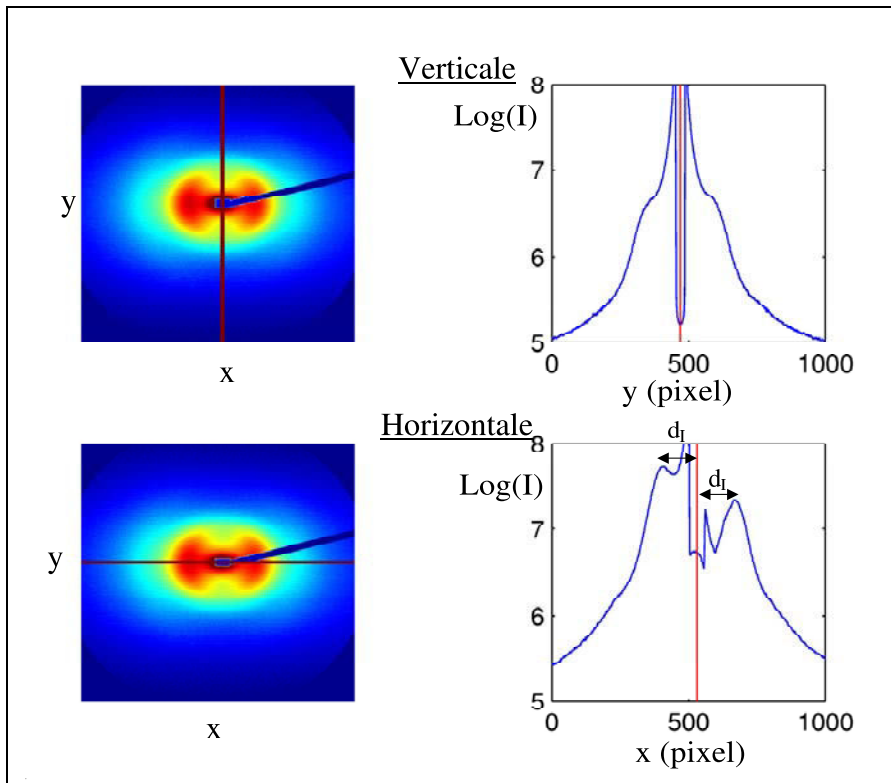 Verticale
8
Log(I)
7
y
6
5
0 500 1000
x
y (pixel)
Horizontale
8
d_I
Log(I)
d_I
7
y
6
5
0 500 1000
x
x (pixel)